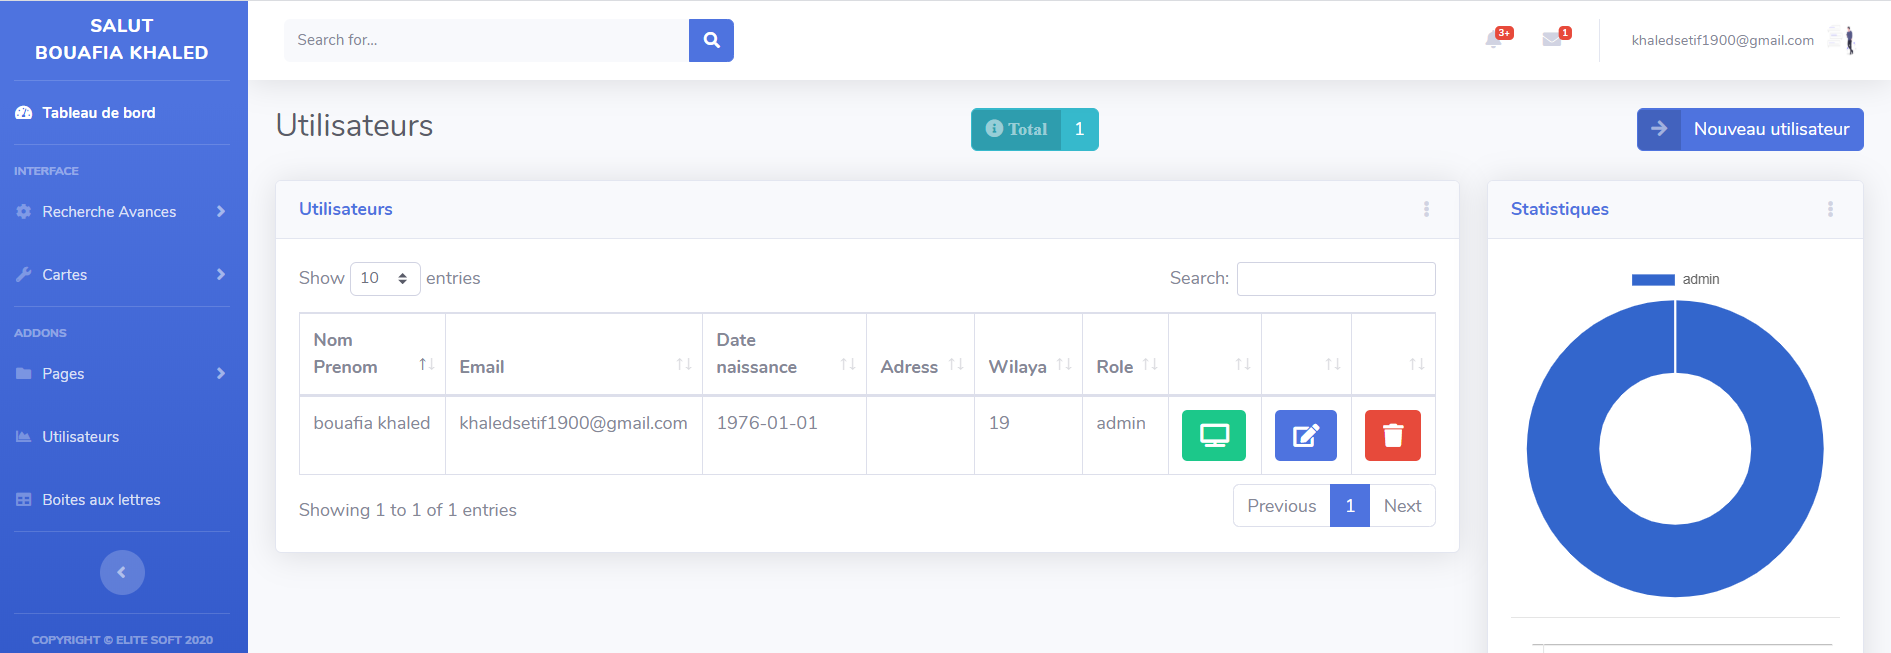 SALUT
BOUAFIA KHALED
Tableau de bord
INTERFACE
Recherche Avances
Cartes
ADDONS
Pages
Utilisateurs
Boites aux lettres
COPYRIGHT © ELITE SOFT 2020
Search for...
3+
1
khaledsetif1900@gmail.com
Utilisateurs
Total 1
Nouveau utilisateur
Utilisateurs
Show 10 entries
Search:
Nom Prenom Email Date naissance Adress Wilaya Role
bouafia khaled khaledsetif1900@gmail.com 1976-01-01 19 admin
Showing 1 to 1 of 1 entries
Previous 1 Next
Statistiques
admin